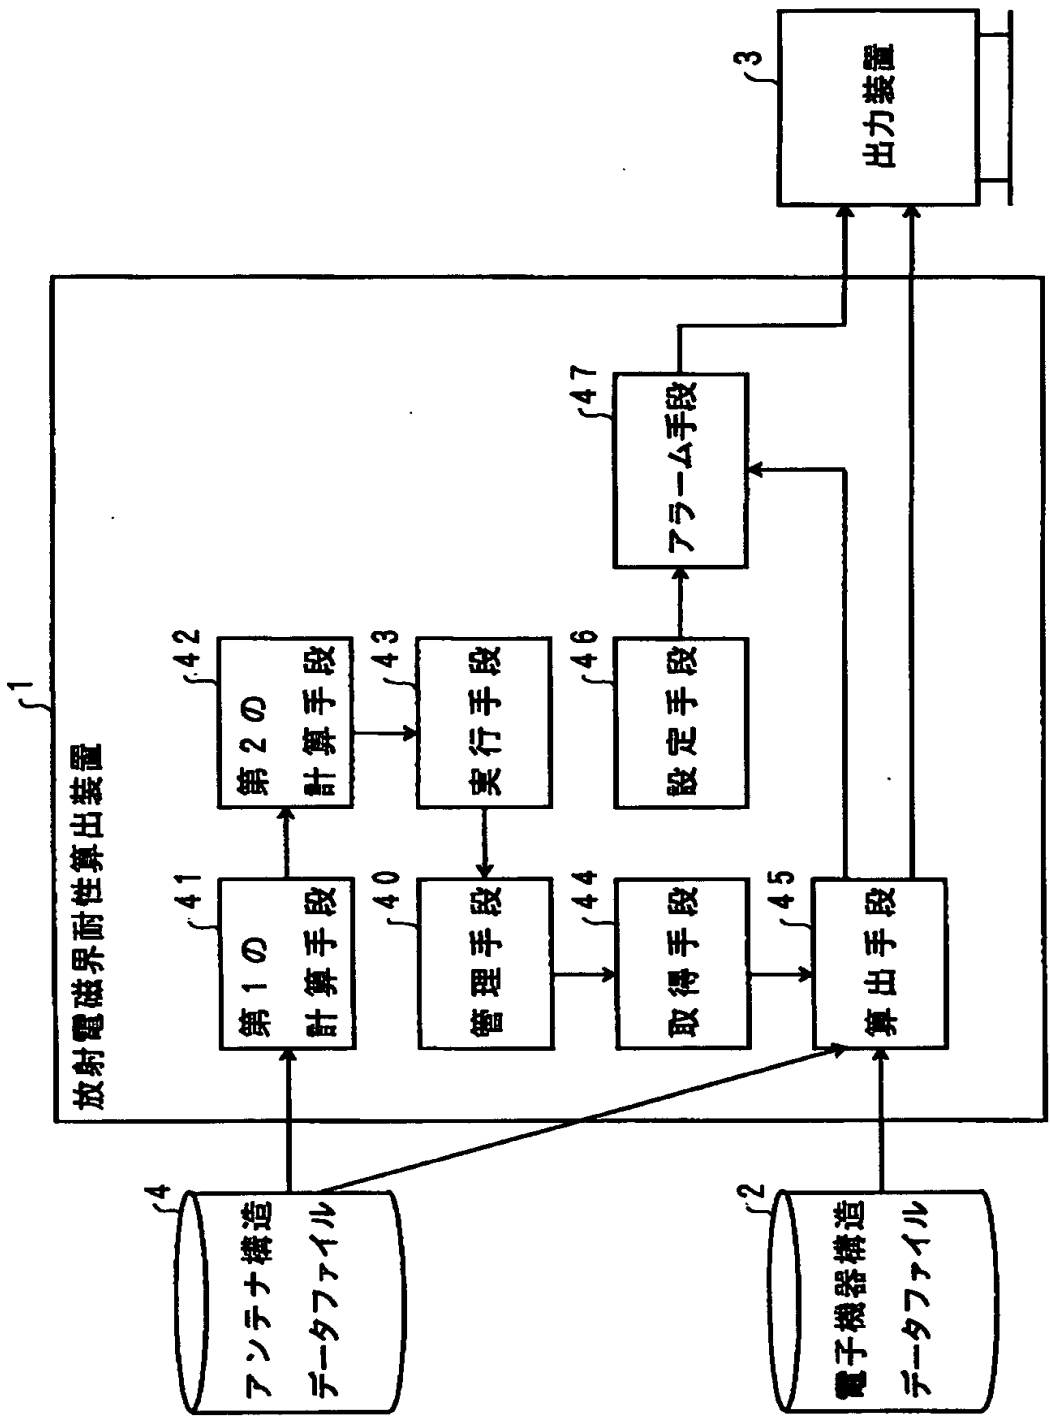 1
放射電磁界耐性算出装置
4
アンテナ構造
データファイル
41
第1の
計算手段
42
第2の
計算手段
40
管理手段
43
実行手段
44
取得手段
46
設定手段
47
アラーム手段
2
電子機器構造
データファイル
45
算出手段
3
出力装置